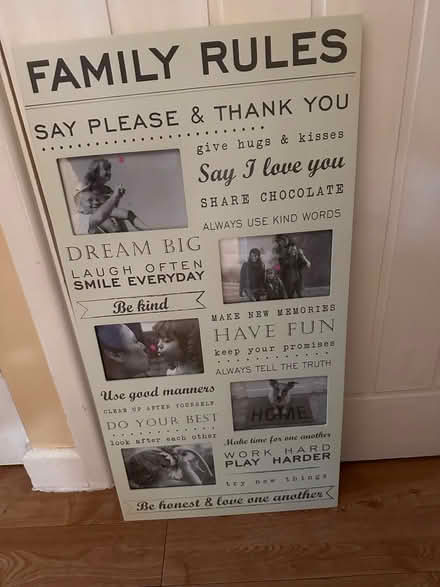 FAMILY RULES
SAY PLEASE & THANK YOU
give hugs & kisses
Say I love you
SHARE CHOCOLATE
ALWAYS USE KIND WORDS
DREAM BIG
LAUGH OFTEN
SMILE EVERYDAY
Be kind
MAKE NEW MEMORIES
HAVE FUN
keep your promises
ALWAYS TELL THE TRUTH
HOME
Use good manners
CLEAN UP AFTER YOURSELF
DO YOUR BEST
look after each other
Make time for one another
WORK HARD
PLAY HARDER
try new things
Be honest & love one another